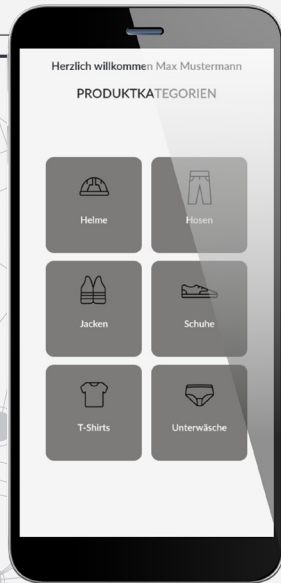 Herzlich willkommen Max Mustermann
PRODUKTKATEGORIEN
Helme
Hosen
Jacken
Schuhe
T-Shirts
Unterwäsche